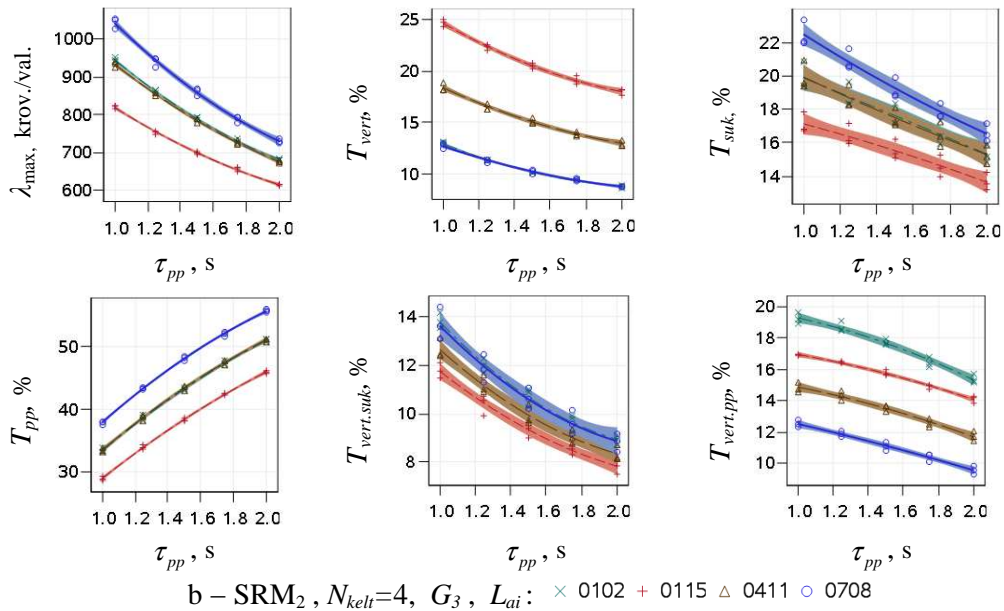 λmax, krov./val.
1000
900
800
700
600
1.0 1.2 1.4 1.6 1.8 2.0
τpp , s
Tvertb %
25
20
15
10
1.0 1.2 1.4 1.6 1.8 2.0
τpp , s
Tsuk, %
22
20
18
16
14
1.0 1.2 1.4 1.6 1.8 2.0
τpp , s
Tpp, %
50
40
30
1.0 1.2 1.4 1.6 1.8 2.0
τpp , s
Tvert.suk, %
14
12
10
8
1.0 1.2 1.4 1.6 1.8 2.0
τpp , s
Tvert.pp, %
20
18
16
14
12
10
1.0 1.2 1.4 1.6 1.8 2.0
τpp , s
b – SRM2 , Nkelt=4, G3 , Lai: × 0102 + 0115 △ 0411 ○ 0708